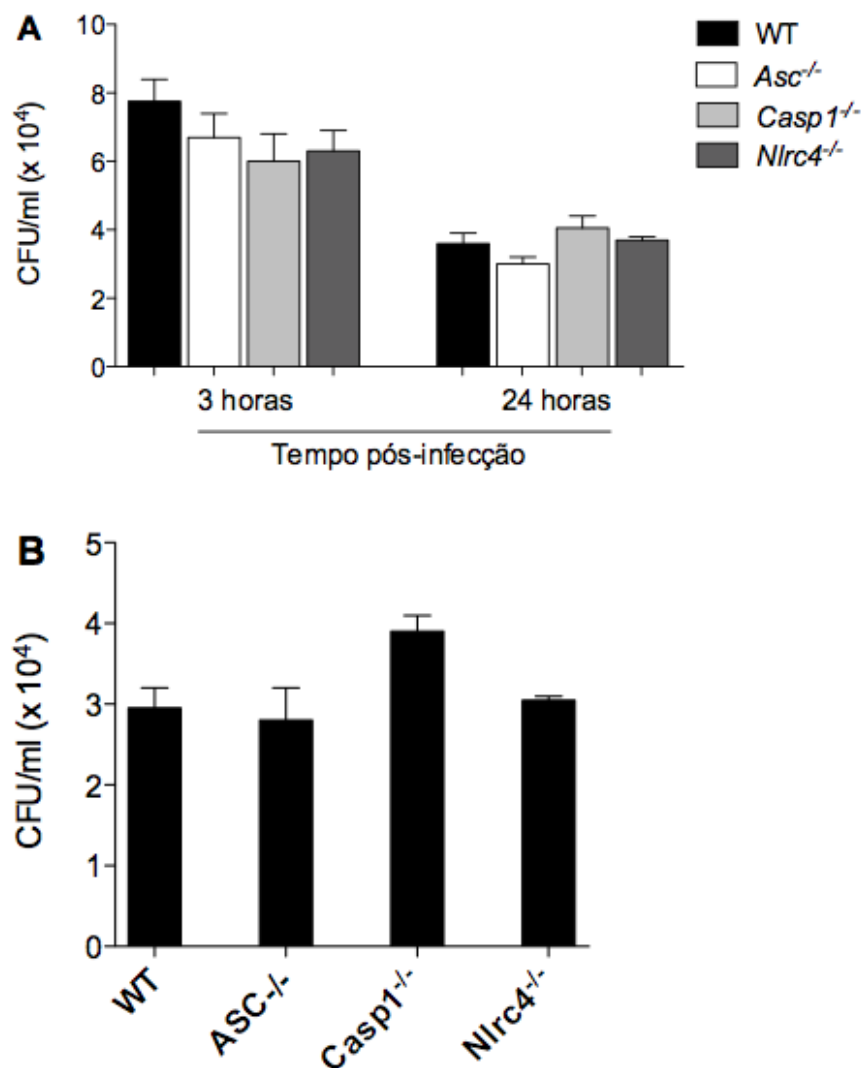 A
10
8
6
4
2
0
CFU/ml (x 10⁴)
WT
Asc⁻/⁻
Casp1⁻/⁻
Nlrc4⁻/⁻
3 horas
24 horas
Tempo pós-infecção
B
5
4
3
2
1
0
CFU/ml (x 10⁴)
WT
ASC-/-
Casp1⁻/⁻
Nlrc4⁻/⁻